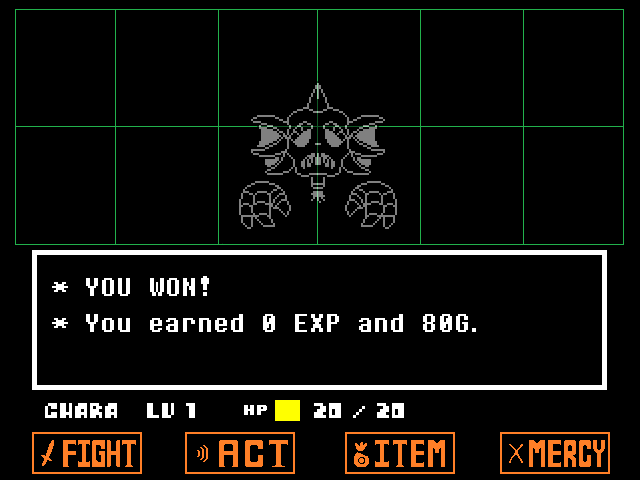 * YOU WON!
* You earned 0 EXP and 80G.
CHARA LV 1 HP 20 / 20
FIGHT ACT ITEM MERCY